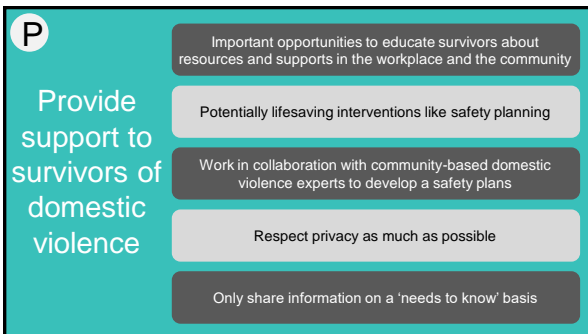 P
Provide
support to
survivors of
domestic
violence
Important opportunities to educate survivors about
resources and supports in the workplace and the community
Potentially lifesaving interventions like safety planning
Work in collaboration with community-based domestic
violence experts to develop a safety plans
Respect privacy as much as possible
Only share information on a ‘needs to know’ basis